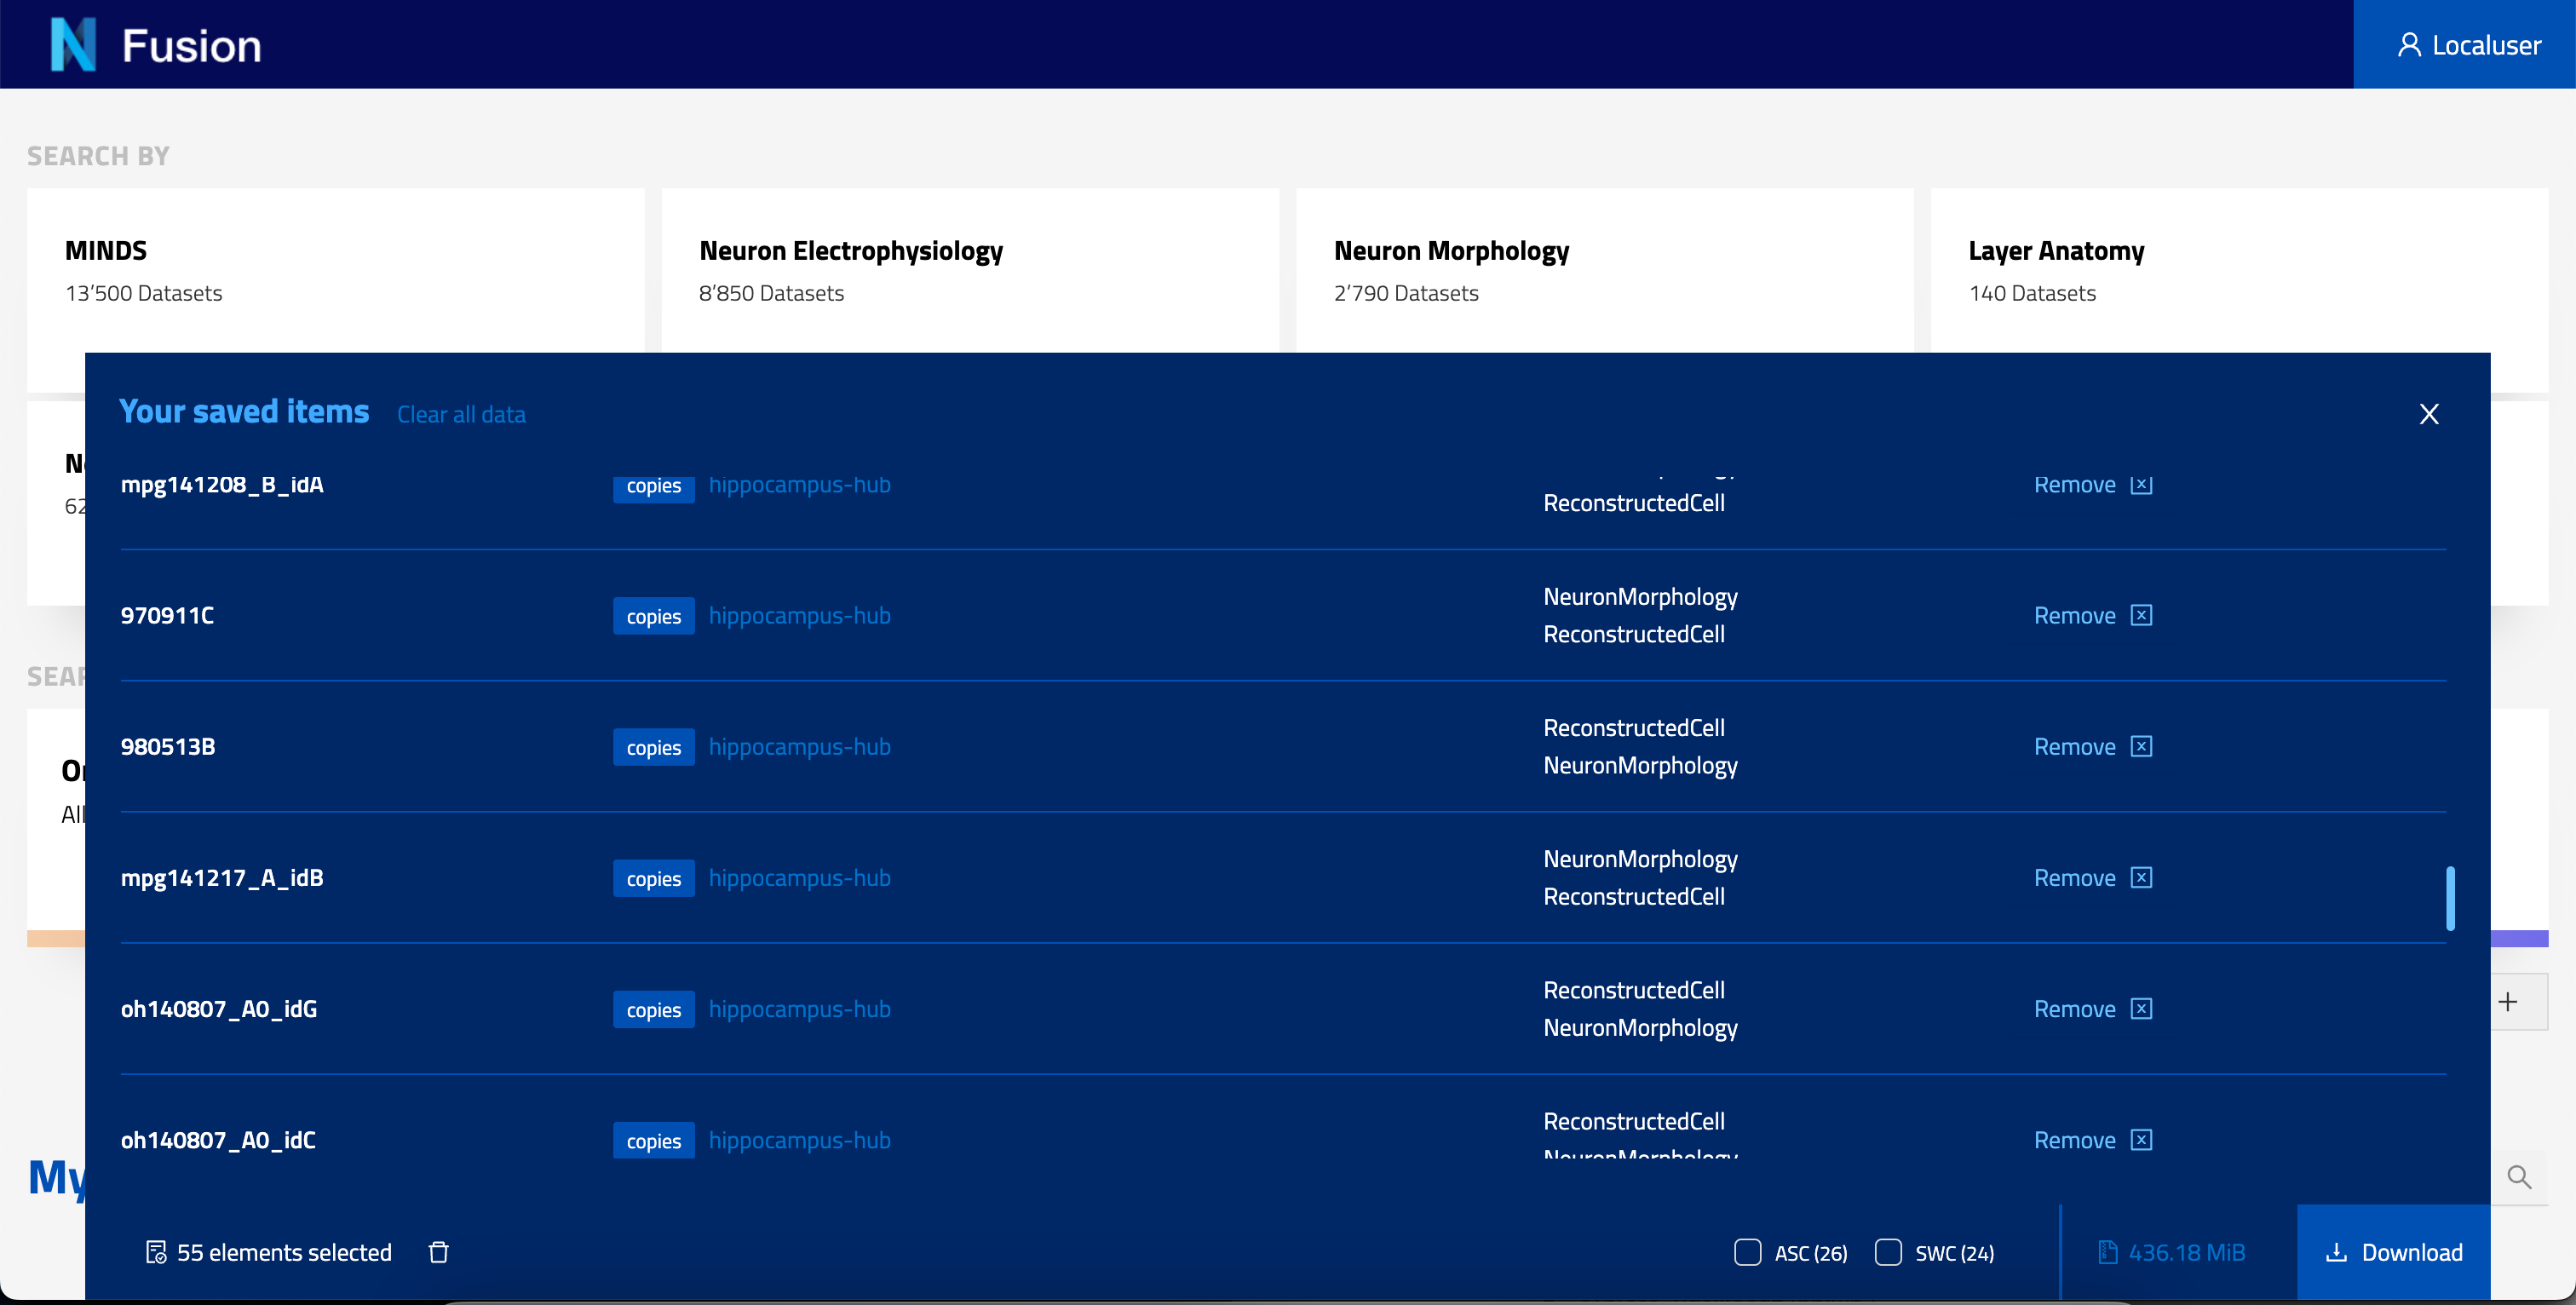 Fusion
Localuser
SEARCH BY
MINDS
13’500 Datasets
Neuron Electrophysiology
8’850 Datasets
Neuron Morphology
2’790 Datasets
Layer Anatomy
140 Datasets
Your saved items Clear all data
mpg141208_B_idA copies hippocampus-hub
ReconstructedCell
Remove
970911C copies hippocampus-hub
NeuronMorphology
ReconstructedCell
Remove
980513B copies hippocampus-hub
ReconstructedCell
NeuronMorphology
Remove
mpg141217_A_idB copies hippocampus-hub
NeuronMorphology
ReconstructedCell
Remove
oh140807_A0_idG copies hippocampus-hub
ReconstructedCell
NeuronMorphology
Remove
oh140807_A0_idC copies hippocampus-hub
ReconstructedCell
NeuronMorphology
Remove
62
All
My
55 elements selected
ASC (26) SWC (24)
436.18 MiB
Download